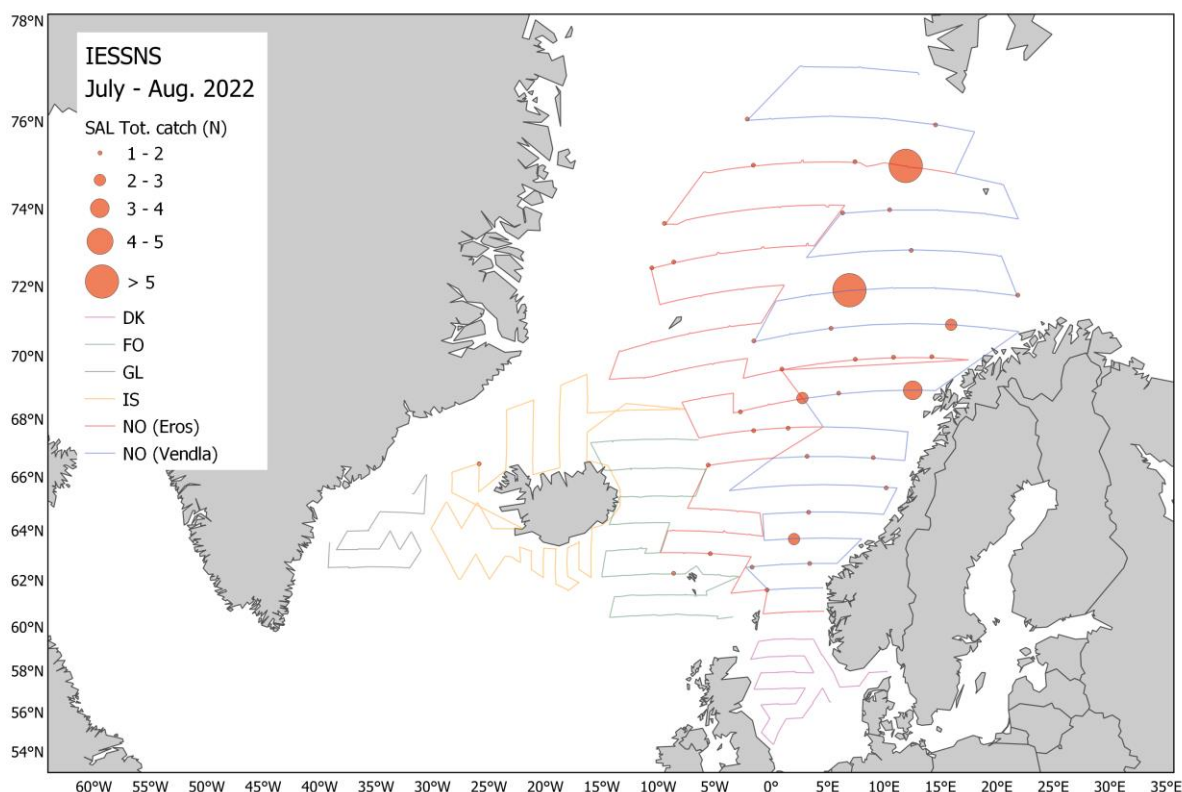 IESSNS
July - Aug. 2022
SAL Tot. catch (N)
1 - 2
2 - 3
3 - 4
4 - 5
> 5
DK
FO
GL
IS
NO (Eros)
NO (Vendla)
78°N
76°N
74°N
72°N
70°N
68°N
66°N
64°N
62°N
60°N
58°N
56°N
54°N
60°W 55°W 50°W 45°W 40°W 35°W 30°W 25°W 20°W 15°W 10°W 5°W 0° 5°E 10°E 15°E 20°E 25°E 30°E 35°E